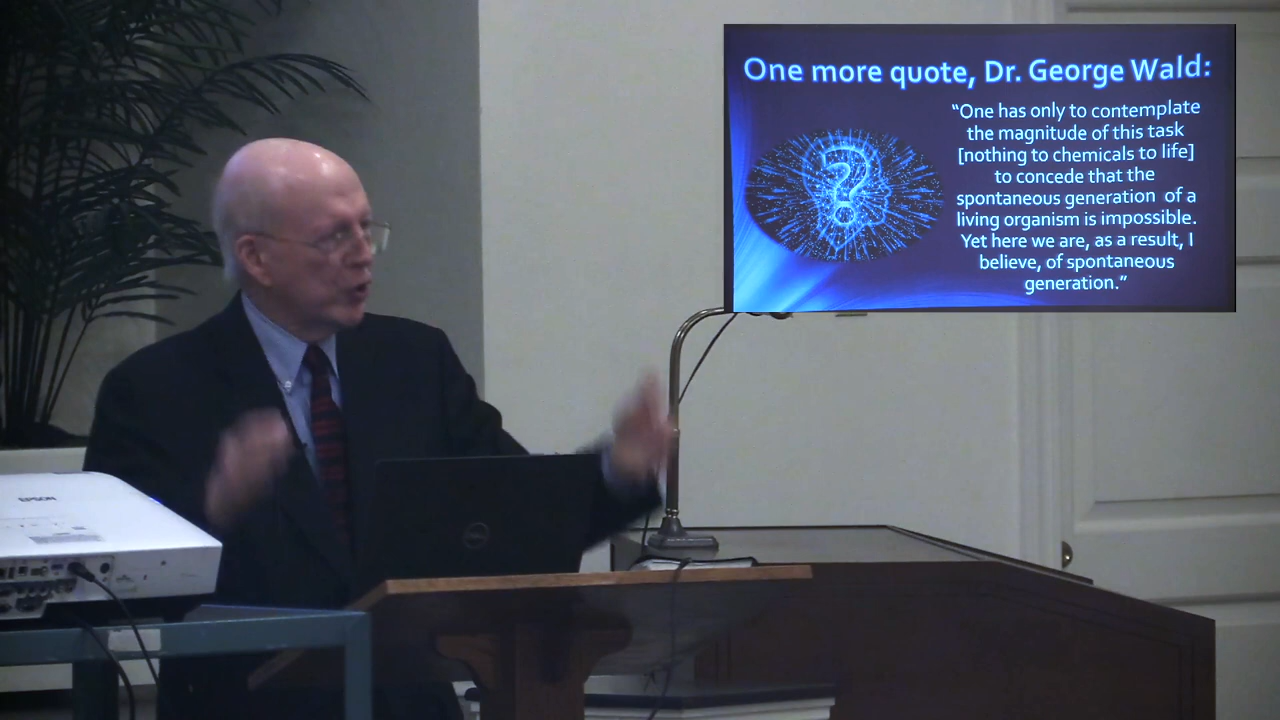 One more quote, Dr. George Wald:
“One has only to contemplate
the magnitude of this task
[nothing to chemicals to life]
to concede that the
spontaneous generation of a
living organism is impossible.
Yet here we are, as a result, I
believe, of spontaneous
generation.”
EPSON
DELL